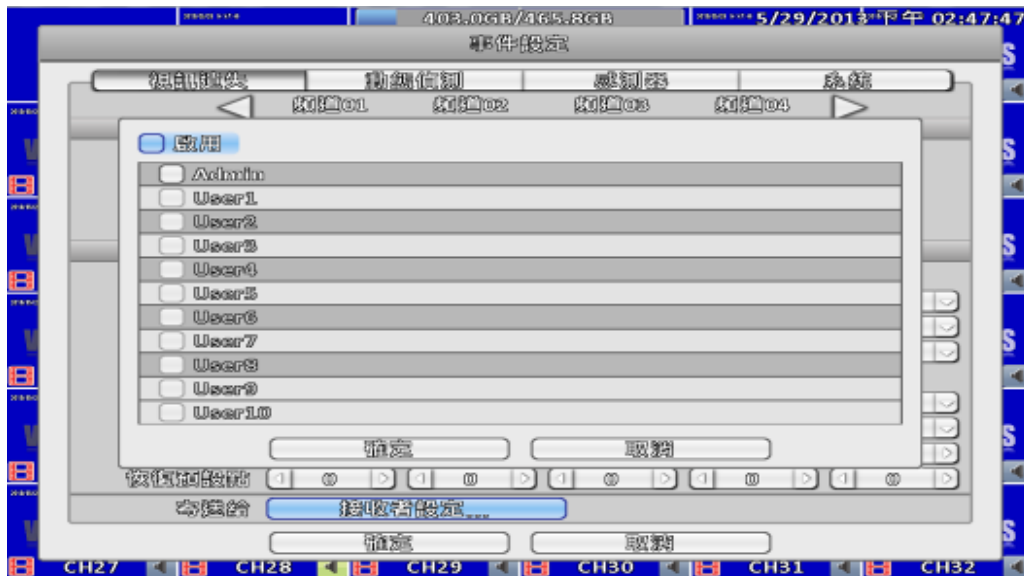 403.0GB/465.8GB 5/29/2013 下午 02:47:47
事件設定
視訊遺失 動態偵測 感測器 系統
頻道01 頻道02 頻道03 頻道04
啟用
Admin
User1
User2
User3
User4
User5
User6
User7
User8
User9
User10
確定 取消
恢復預設點 0 0 0 0 0
寄送給 接收者設定...
確定 取消
CH27 CH28 CH29 CH30 CH31 CH32